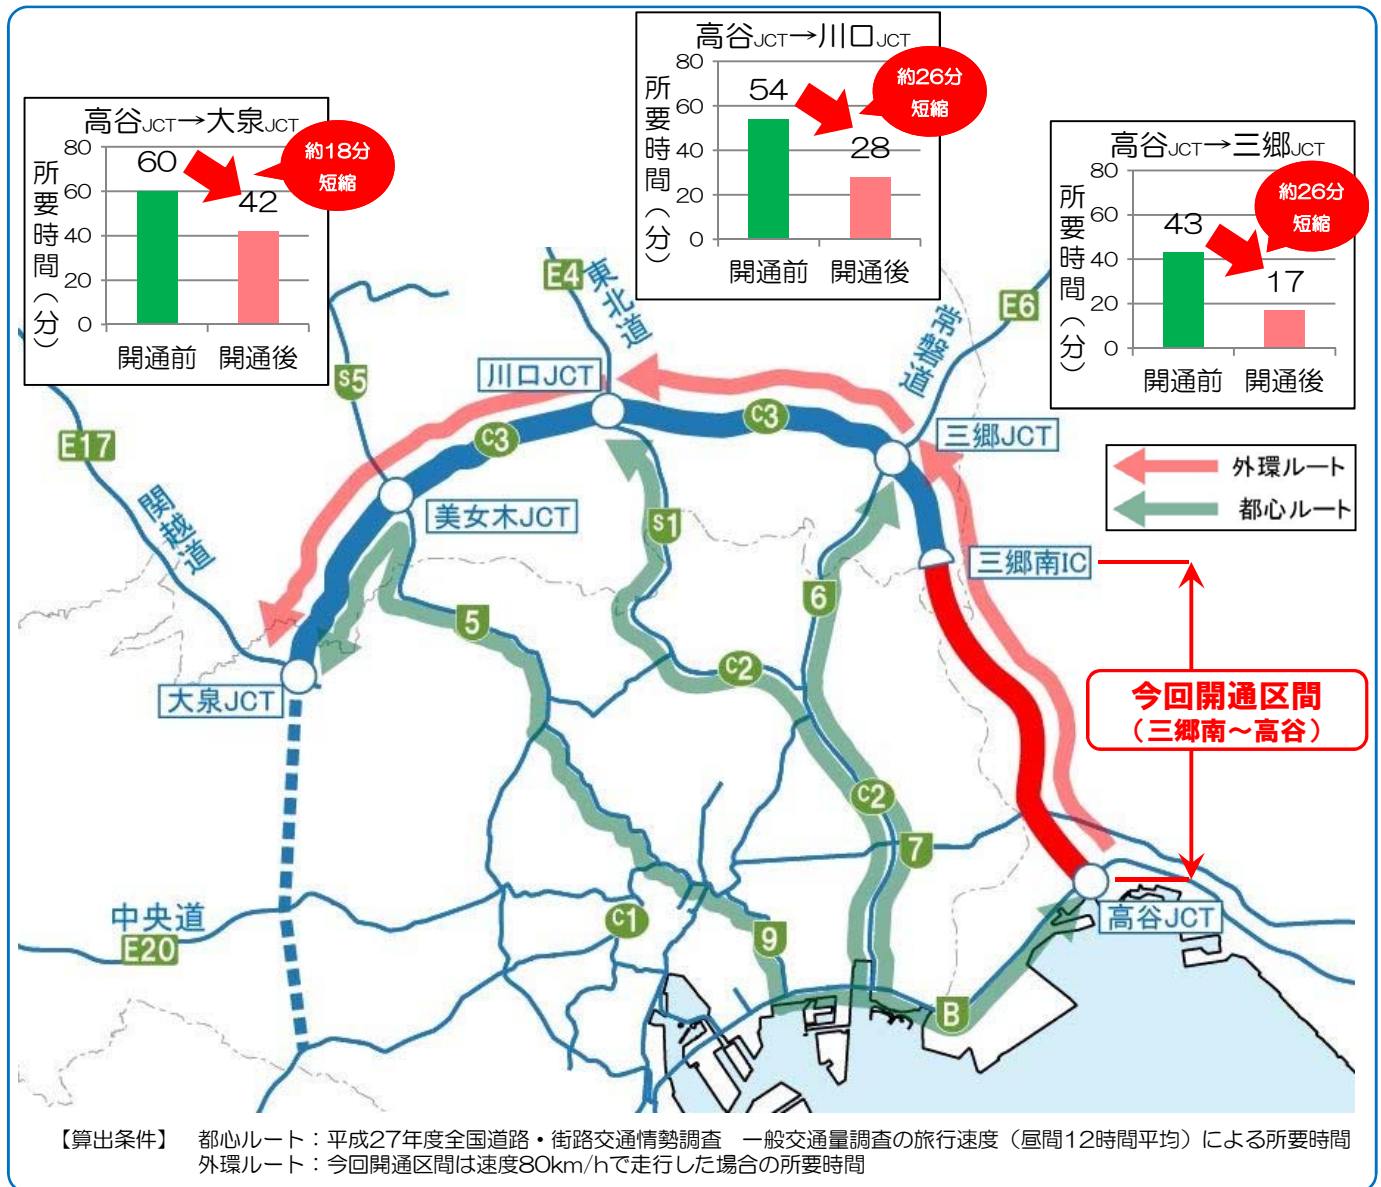 高谷JCT→川口JCT
所要時間(分)
80
60
40
20
0
54
28
約26分
短縮
開通前 開通後
高谷JCT→大泉JCT
所要時間(分)
80
60
40
20
0
60
42
約18分
短縮
開通前 開通後
高谷JCT→三郷JCT
所要時間(分)
80
60
40
20
0
43
17
約26分
短縮
開通前 開通後
E4
東北道
E6
常磐道
S5
川口JCT
C3
C3
三郷JCT
E17
関越道
美女木JCT
S1
外環ルート
都心ルート
三郷南IC
6
5
C2
大泉JCT
今回開通区間
(三郷南~高谷)
C2
7
中央道
E20
C1
9
高谷JCT
B
【算出条件】 都心ルート:平成27年度全国道路・街路交通情勢調査 一般交通量調査の旅行速度(昼間12時間平均)による所要時間
外環ルート:今回開通区間は速度80km/hで走行した場合の所要時間